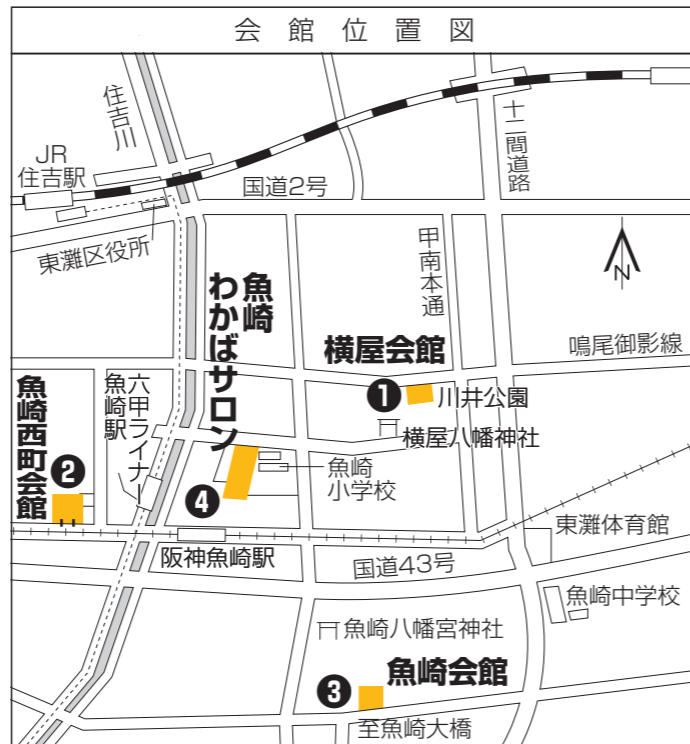 会館位置図
住吉川
JR
住吉駅
国道2号
十二間道路
東灘区役所
甲南本通
N
魚崎
わかばサロン
横屋会館
鳴尾御影線
❶
川井公園
横屋八幡神社
魚崎西町会館
❷
六甲ライナー
魚崎駅
魚崎
小学校
❹
阪神魚崎駅
東灘体育館
国道43号
魚崎中学校
魚崎八幡宮神社
魚崎会館
❸
至魚崎大橋